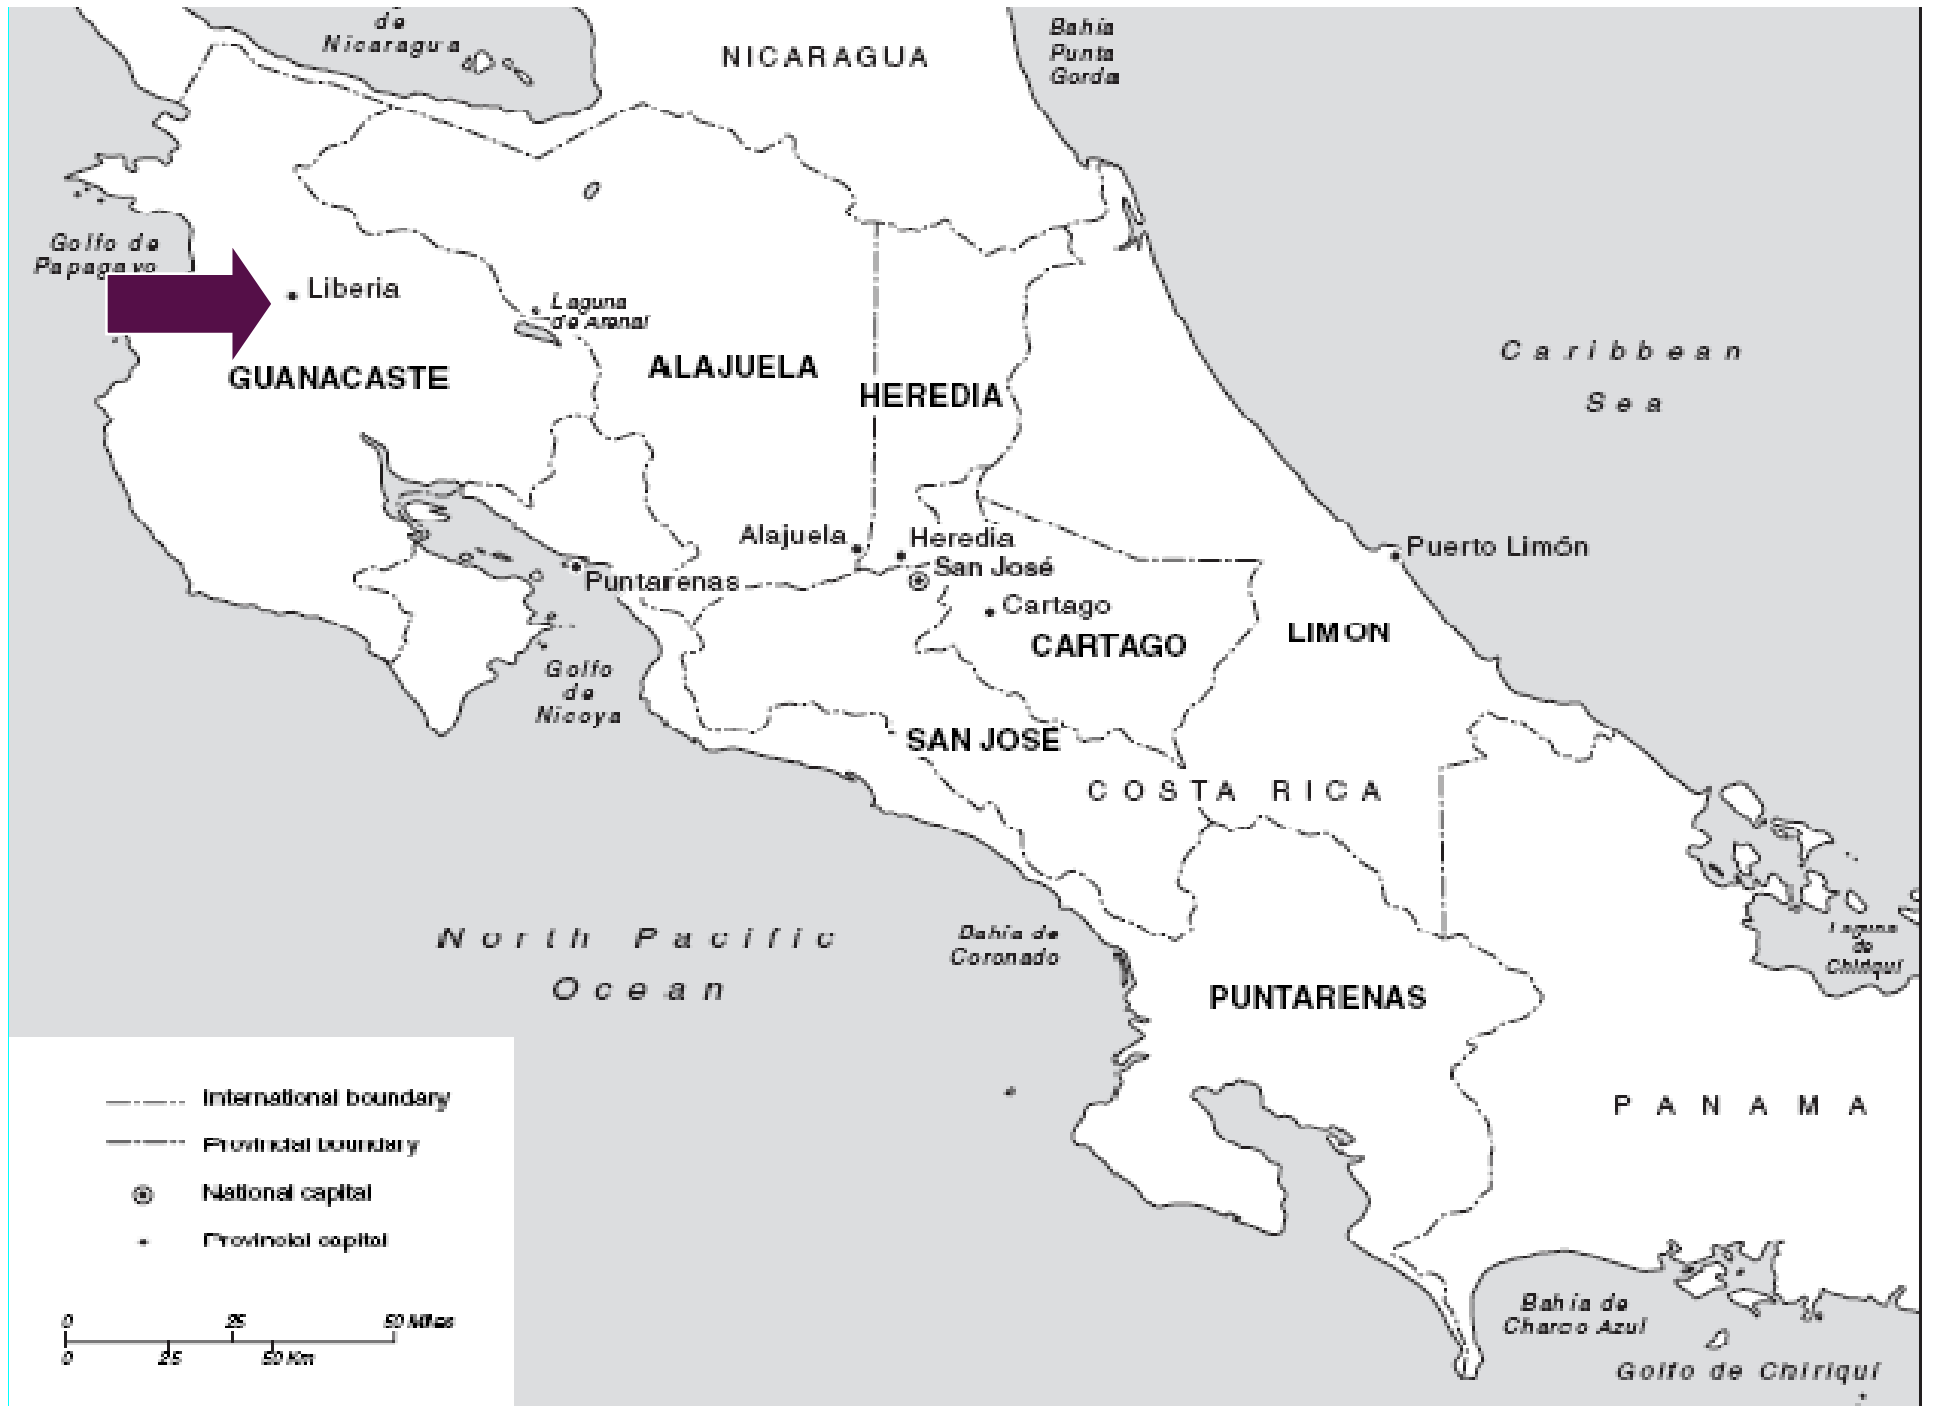 de
Nicaragua
NICARAGUA
Bahía
Punta
Gorda
Golfo de
Papagayo
Liberia
Laguna
de Arenal
GUANACASTE
ALAJUELA
HEREDIA
Caribbean
Sea
Alajuela
Heredia
San José
Puntarenas
Cartago
CARTAGO
Puerto Limón
LIMON
Golfo
de
Nicoya
SAN JOSE
COSTA RICA
North Pacific
Ocean
Bahía de
Coronado
Laguna
de
Chiriquí
PUNTARENAS
PANAMA
International boundary
Provincial boundary
National capital
Provincial capital
0 25 50 Miles
0 25 50 Km
Bahía de
Charco Azul
Golfo de Chiriquí